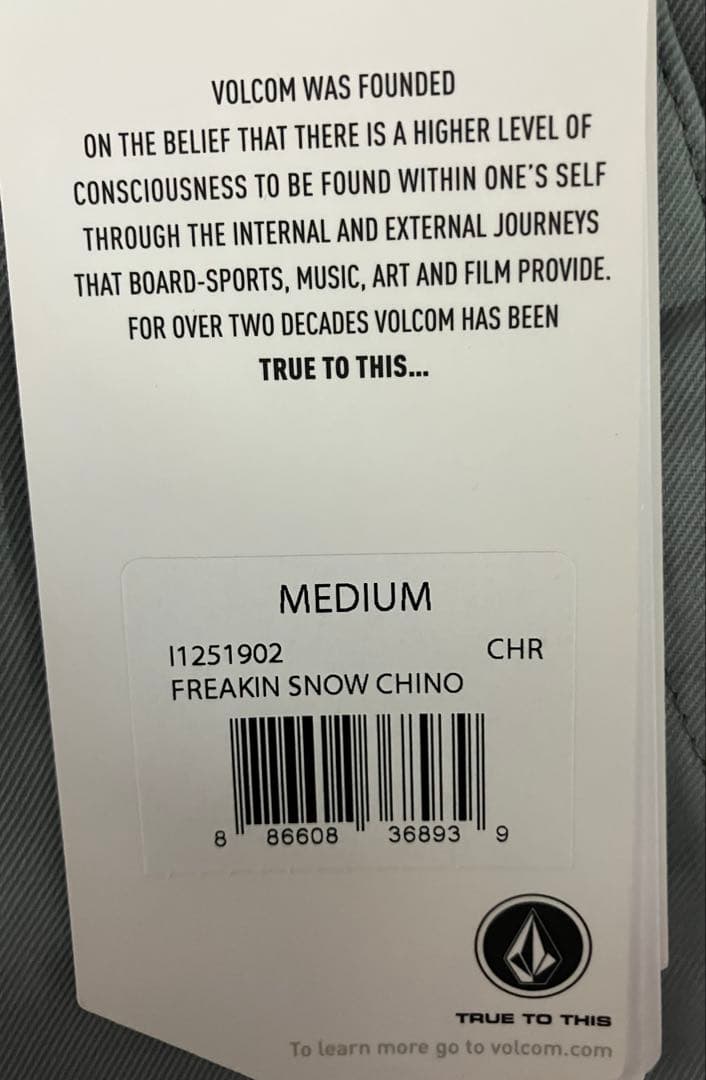 VOLCOM WAS FOUNDED
ON THE BELIEF THAT THERE IS A HIGHER LEVEL OF
CONSCIOUSNESS TO BE FOUND WITHIN ONE'S SELF
THROUGH THE INTERNAL AND EXTERNAL JOURNEYS
THAT BOARD-SPORTS, MUSIC, ART AND FILM PROVIDE.
FOR OVER TWO DECADES VOLCOM HAS BEEN
TRUE TO THIS...
MEDIUM
I1251902 CHR
FREAKIN SNOW CHINO
8 86608 36893 9
TRUE TO THIS
To learn more go to volcom.com